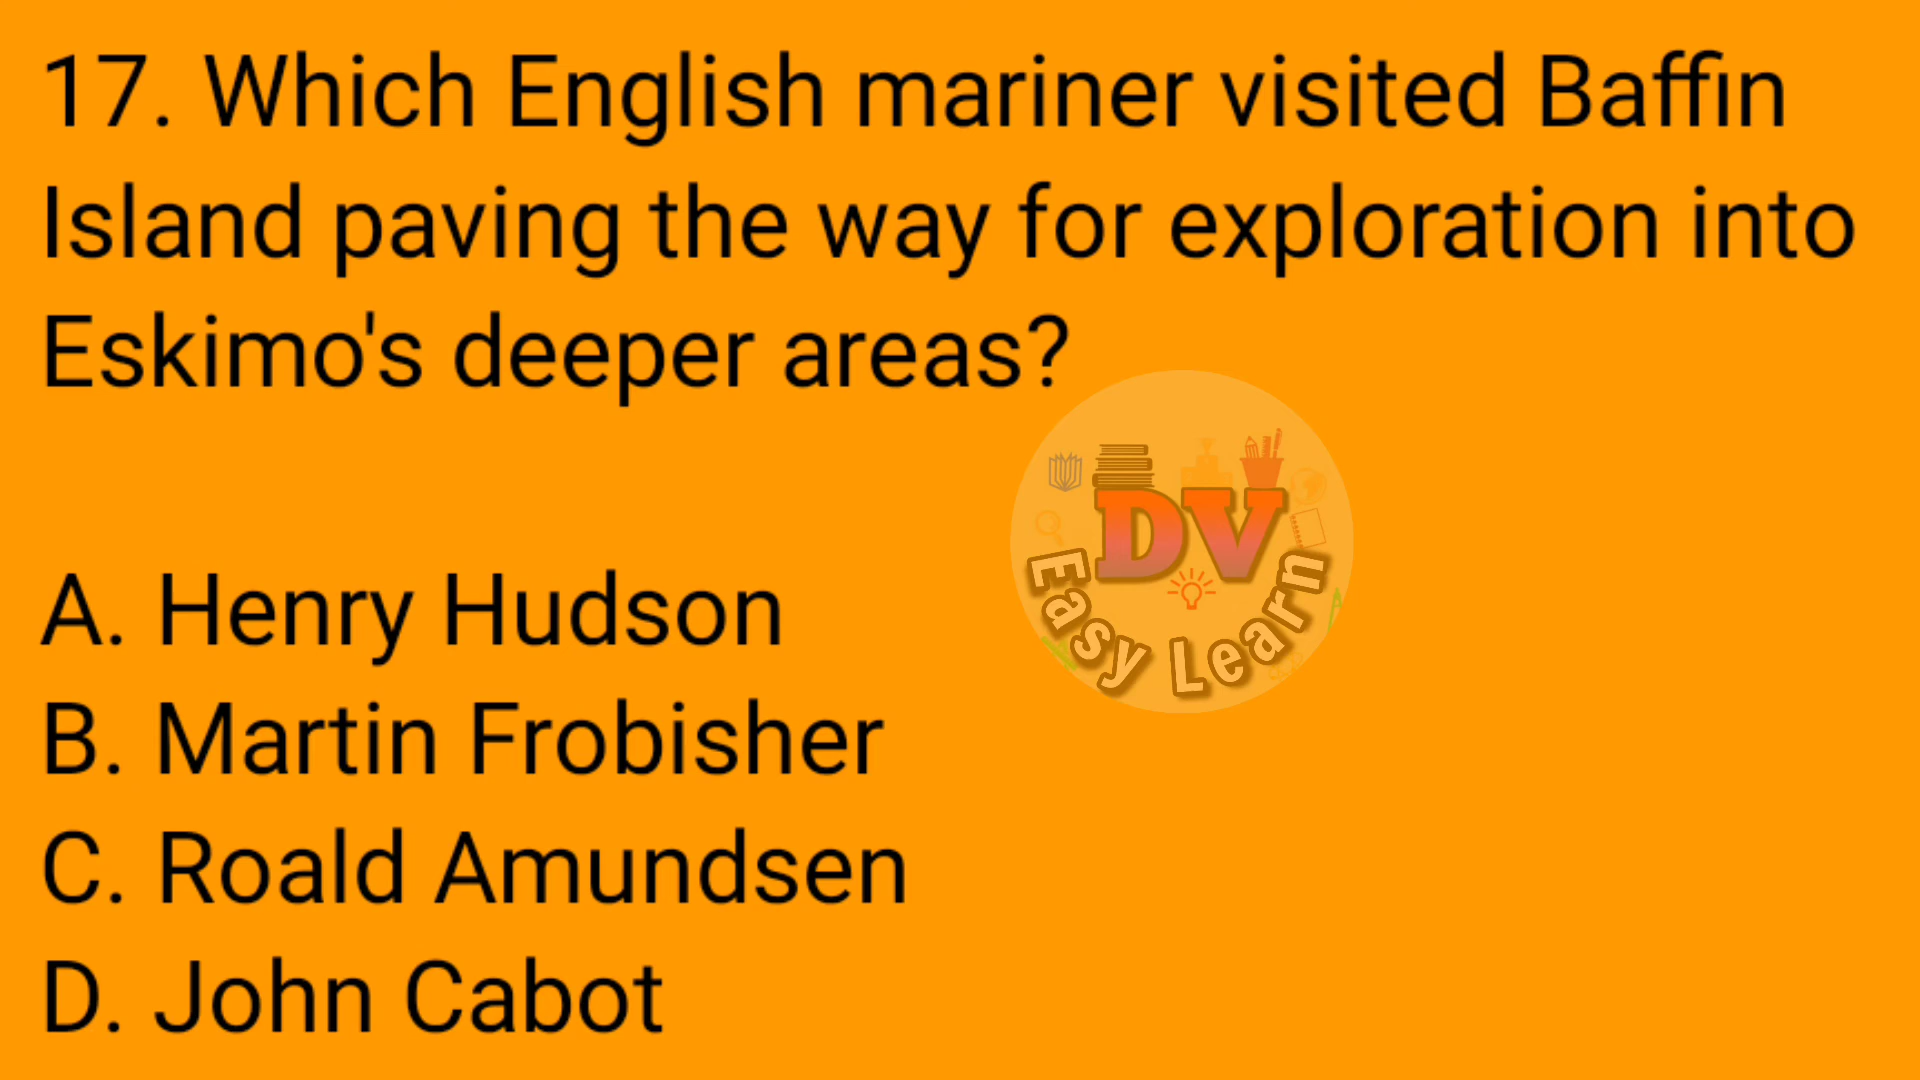 17. Which English mariner visited Baffin
Island paving the way for exploration into
Eskimo's deeper areas?
DV
Easy Learn
A. Henry Hudson
B. Martin Frobisher
C. Roald Amundsen
D. John Cabot